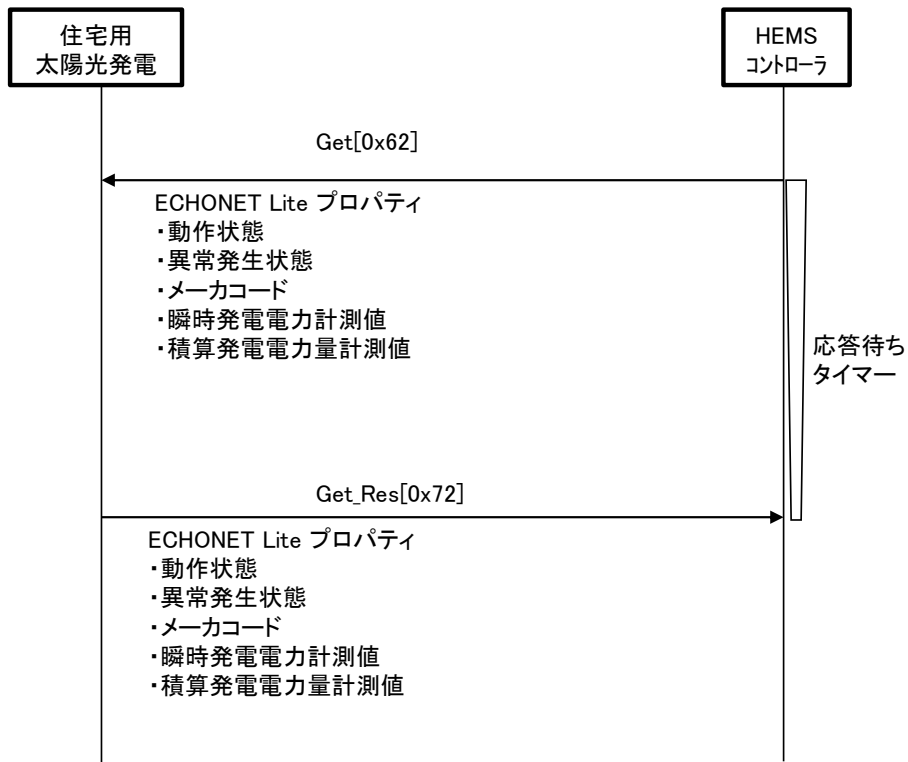 住宅用
太陽光発電
HEMS
コントローラ
Get[0x62]
ECHONET Lite プロパティ
・動作状態
・異常発生状態
・メーカコード
・瞬時発電電力計測値
・積算発電電力量計測値
応答待ち
タイマー
Get_Res[0x72]
ECHONET Lite プロパティ
・動作状態
・異常発生状態
・メーカコード
・瞬時発電電力計測値
・積算発電電力量計測値